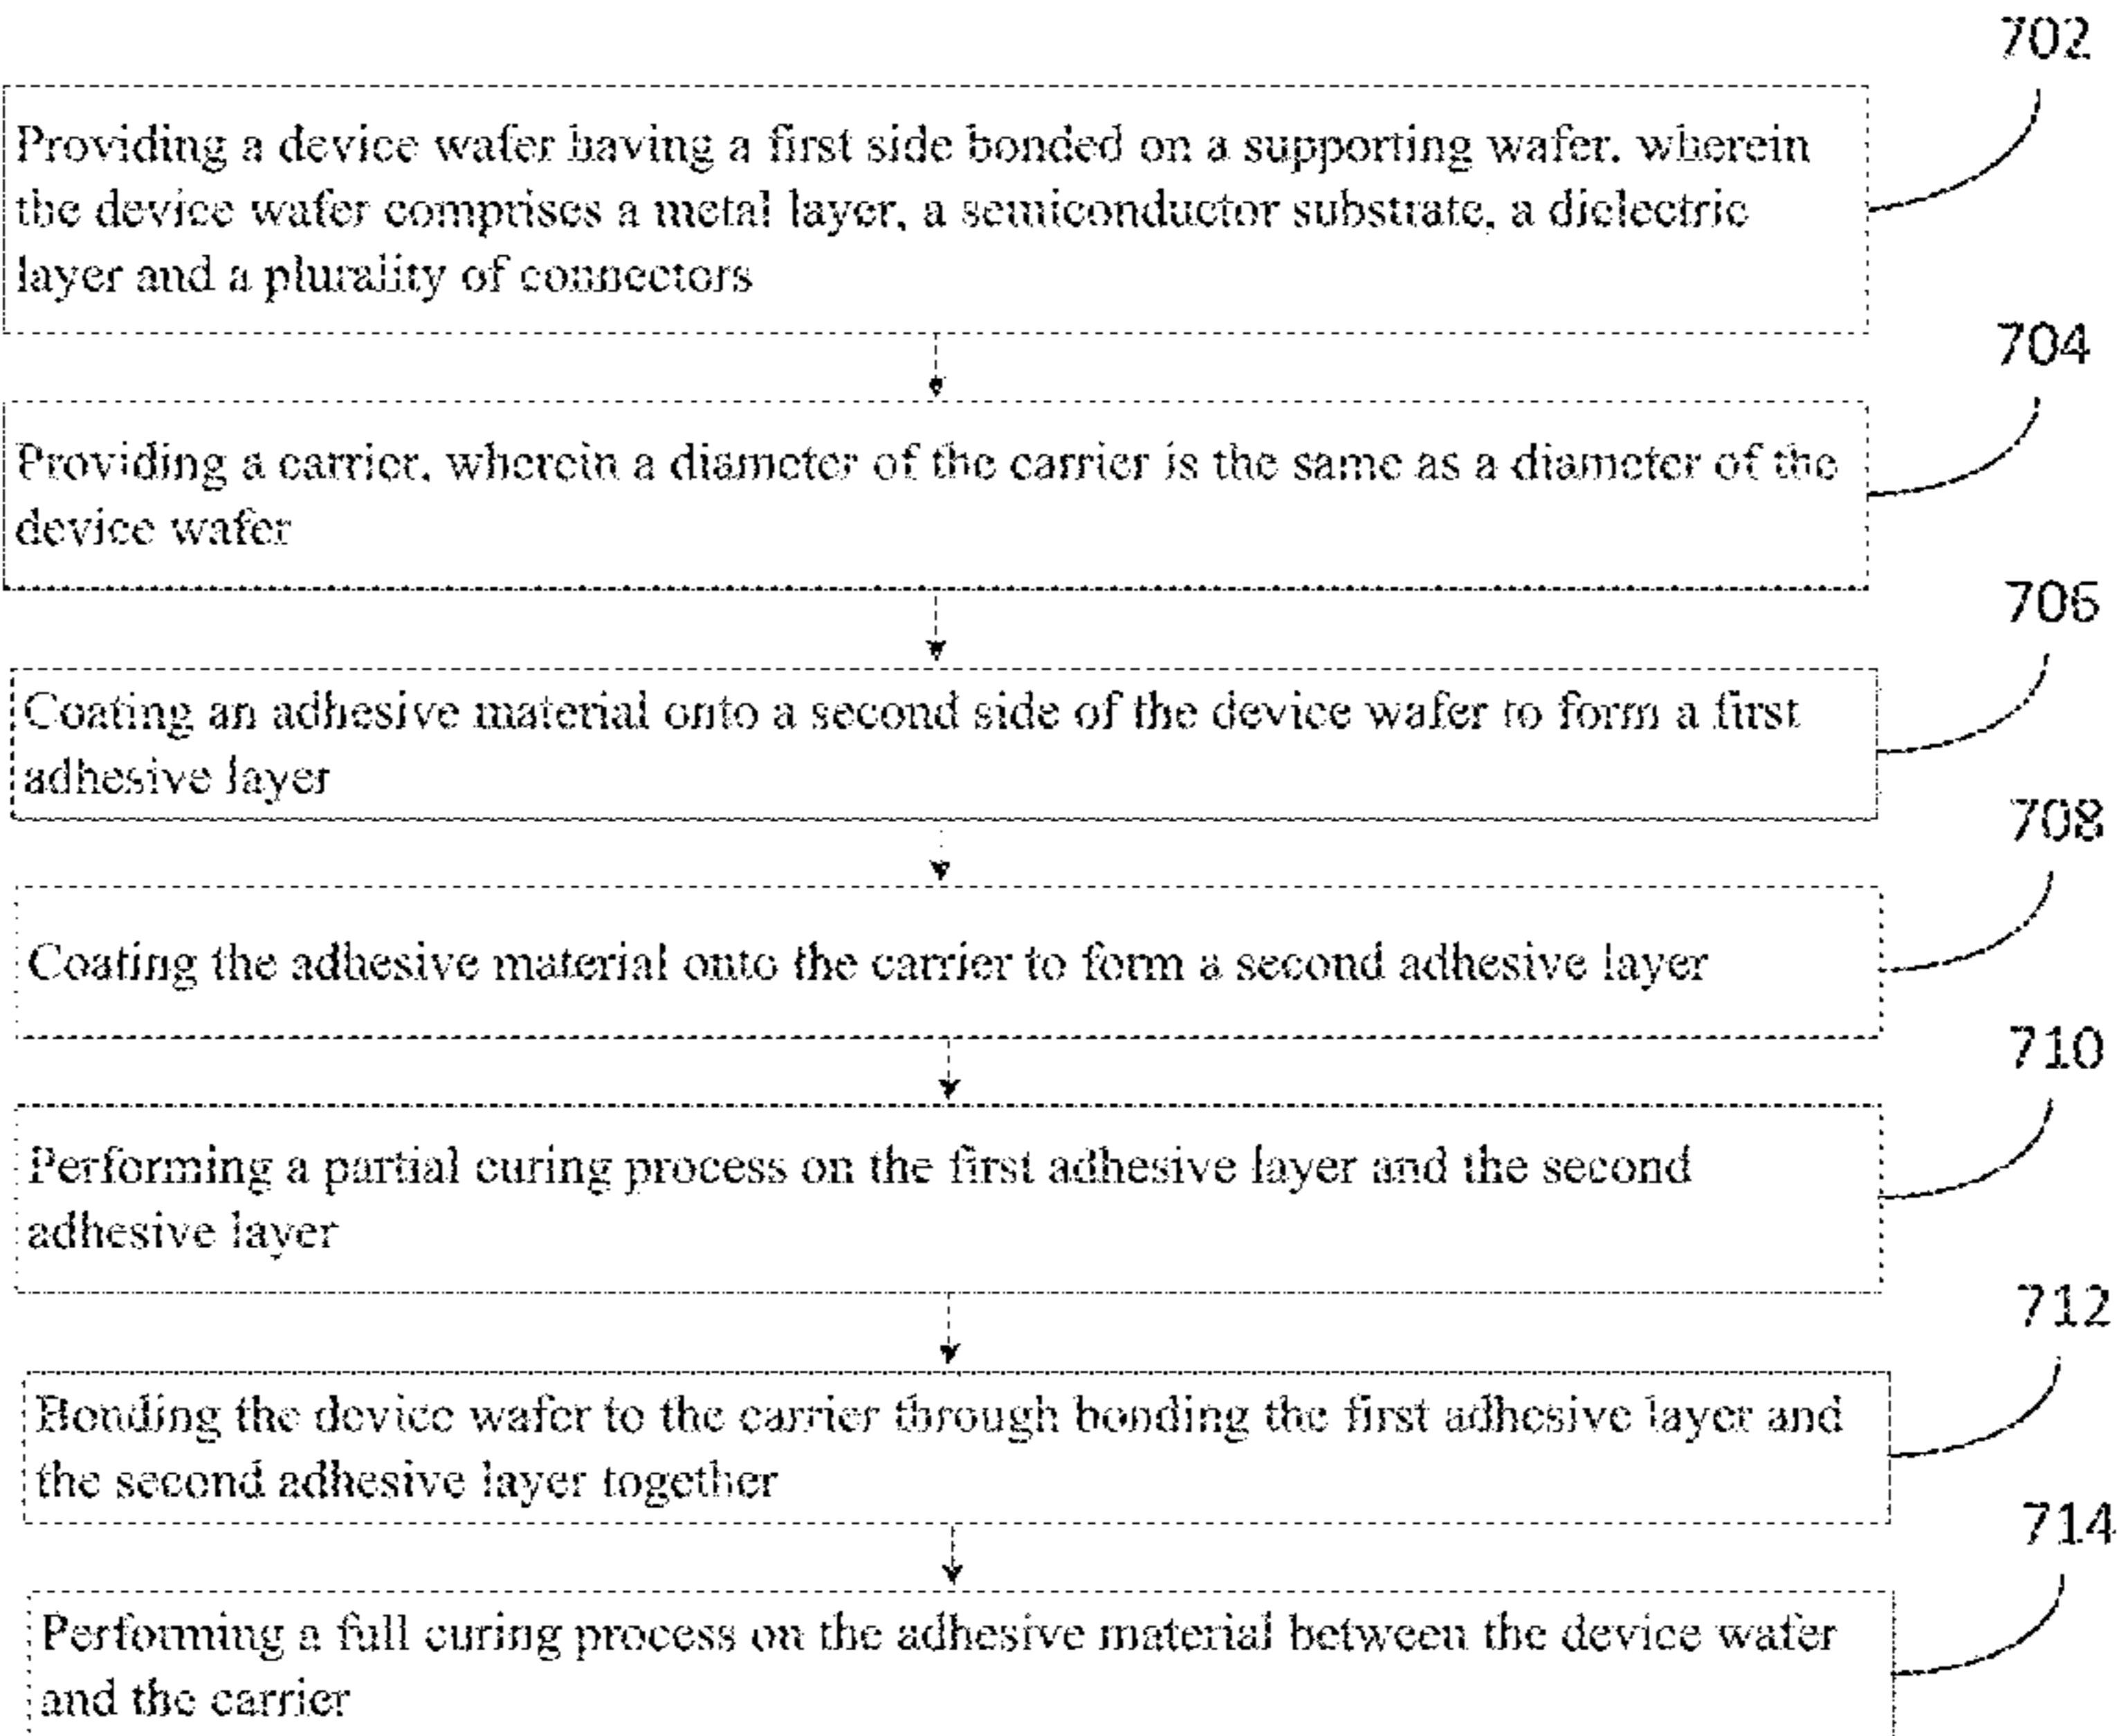 702
Providing a device wafer having a first side bonded on a supporting wafer, wherein
the device wafer comprises a metal layer, a semiconductor substrate, a dielectric
layer and a plurality of connectors
704
Providing a carrier, wherein a diameter of the carrier is the same as a diameter of the
device wafer
706
Coating an adhesive material onto a second side of the device wafer to form a first
adhesive layer
708
Coating the adhesive material onto the carrier to form a second adhesive layer
710
Performing a partial curing process on the first adhesive layer and the second
adhesive layer
712
Bonding the device wafer to the carrier through bonding the first adhesive layer and
the second adhesive layer together
714
Performing a full curing process on the adhesive material between the device wafer
and the carrier